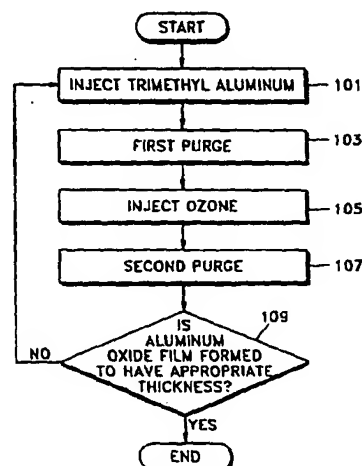 START
INJECT TRIMETHYL ALUMINUM
101
FIRST PURGE
103
INJECT OZONE
105
SECOND PURGE
107
IS
ALUMINUM
OXIDE FILM FORMED
TO HAVE APPROPRIATE
THICKNESS?
109
NO
YES
END